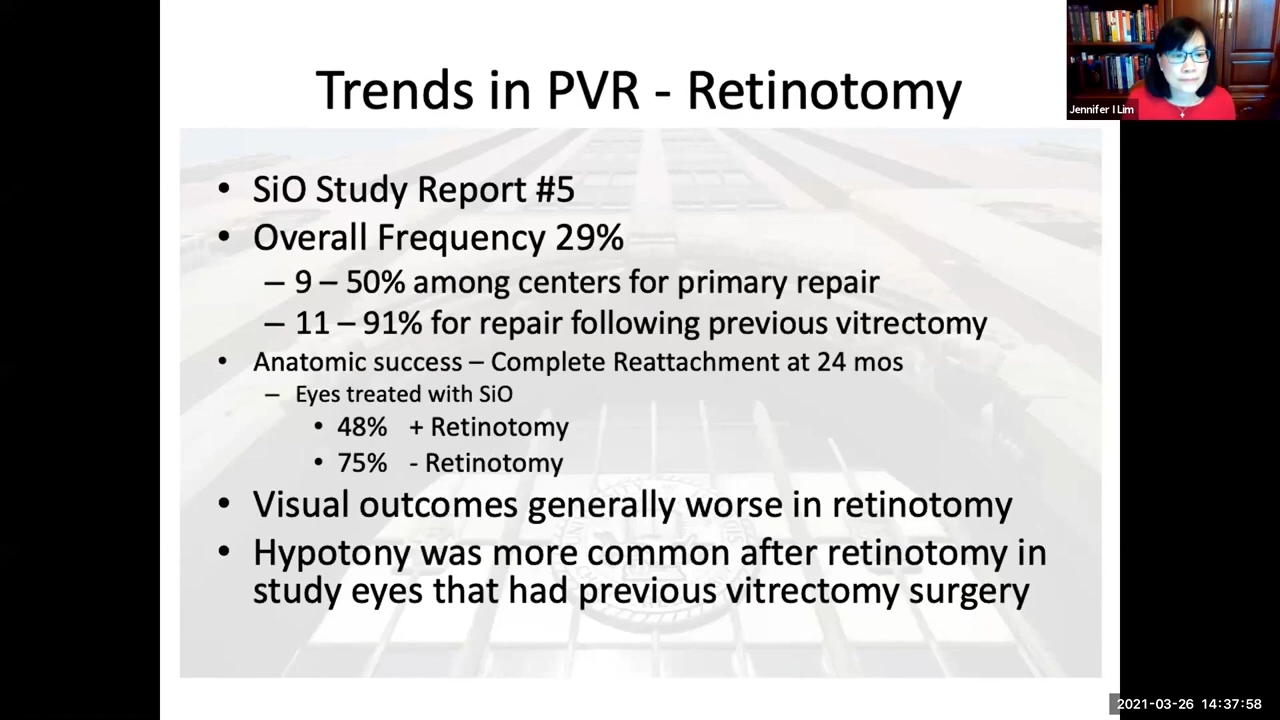 Trends in PVR - Retinotomy
Jennifer I Lim
• SiO Study Report #5
• Overall Frequency 29%
– 9 – 50% among centers for primary repair
– 11 – 91% for repair following previous vitrectomy
• Anatomic success – Complete Reattachment at 24 mos
– Eyes treated with SiO
• 48% + Retinotomy
• 75% - Retinotomy
• Visual outcomes generally worse in retinotomy
• Hypotony was more common after retinotomy in
study eyes that had previous vitrectomy surgery
2021-03-26 14:37:58